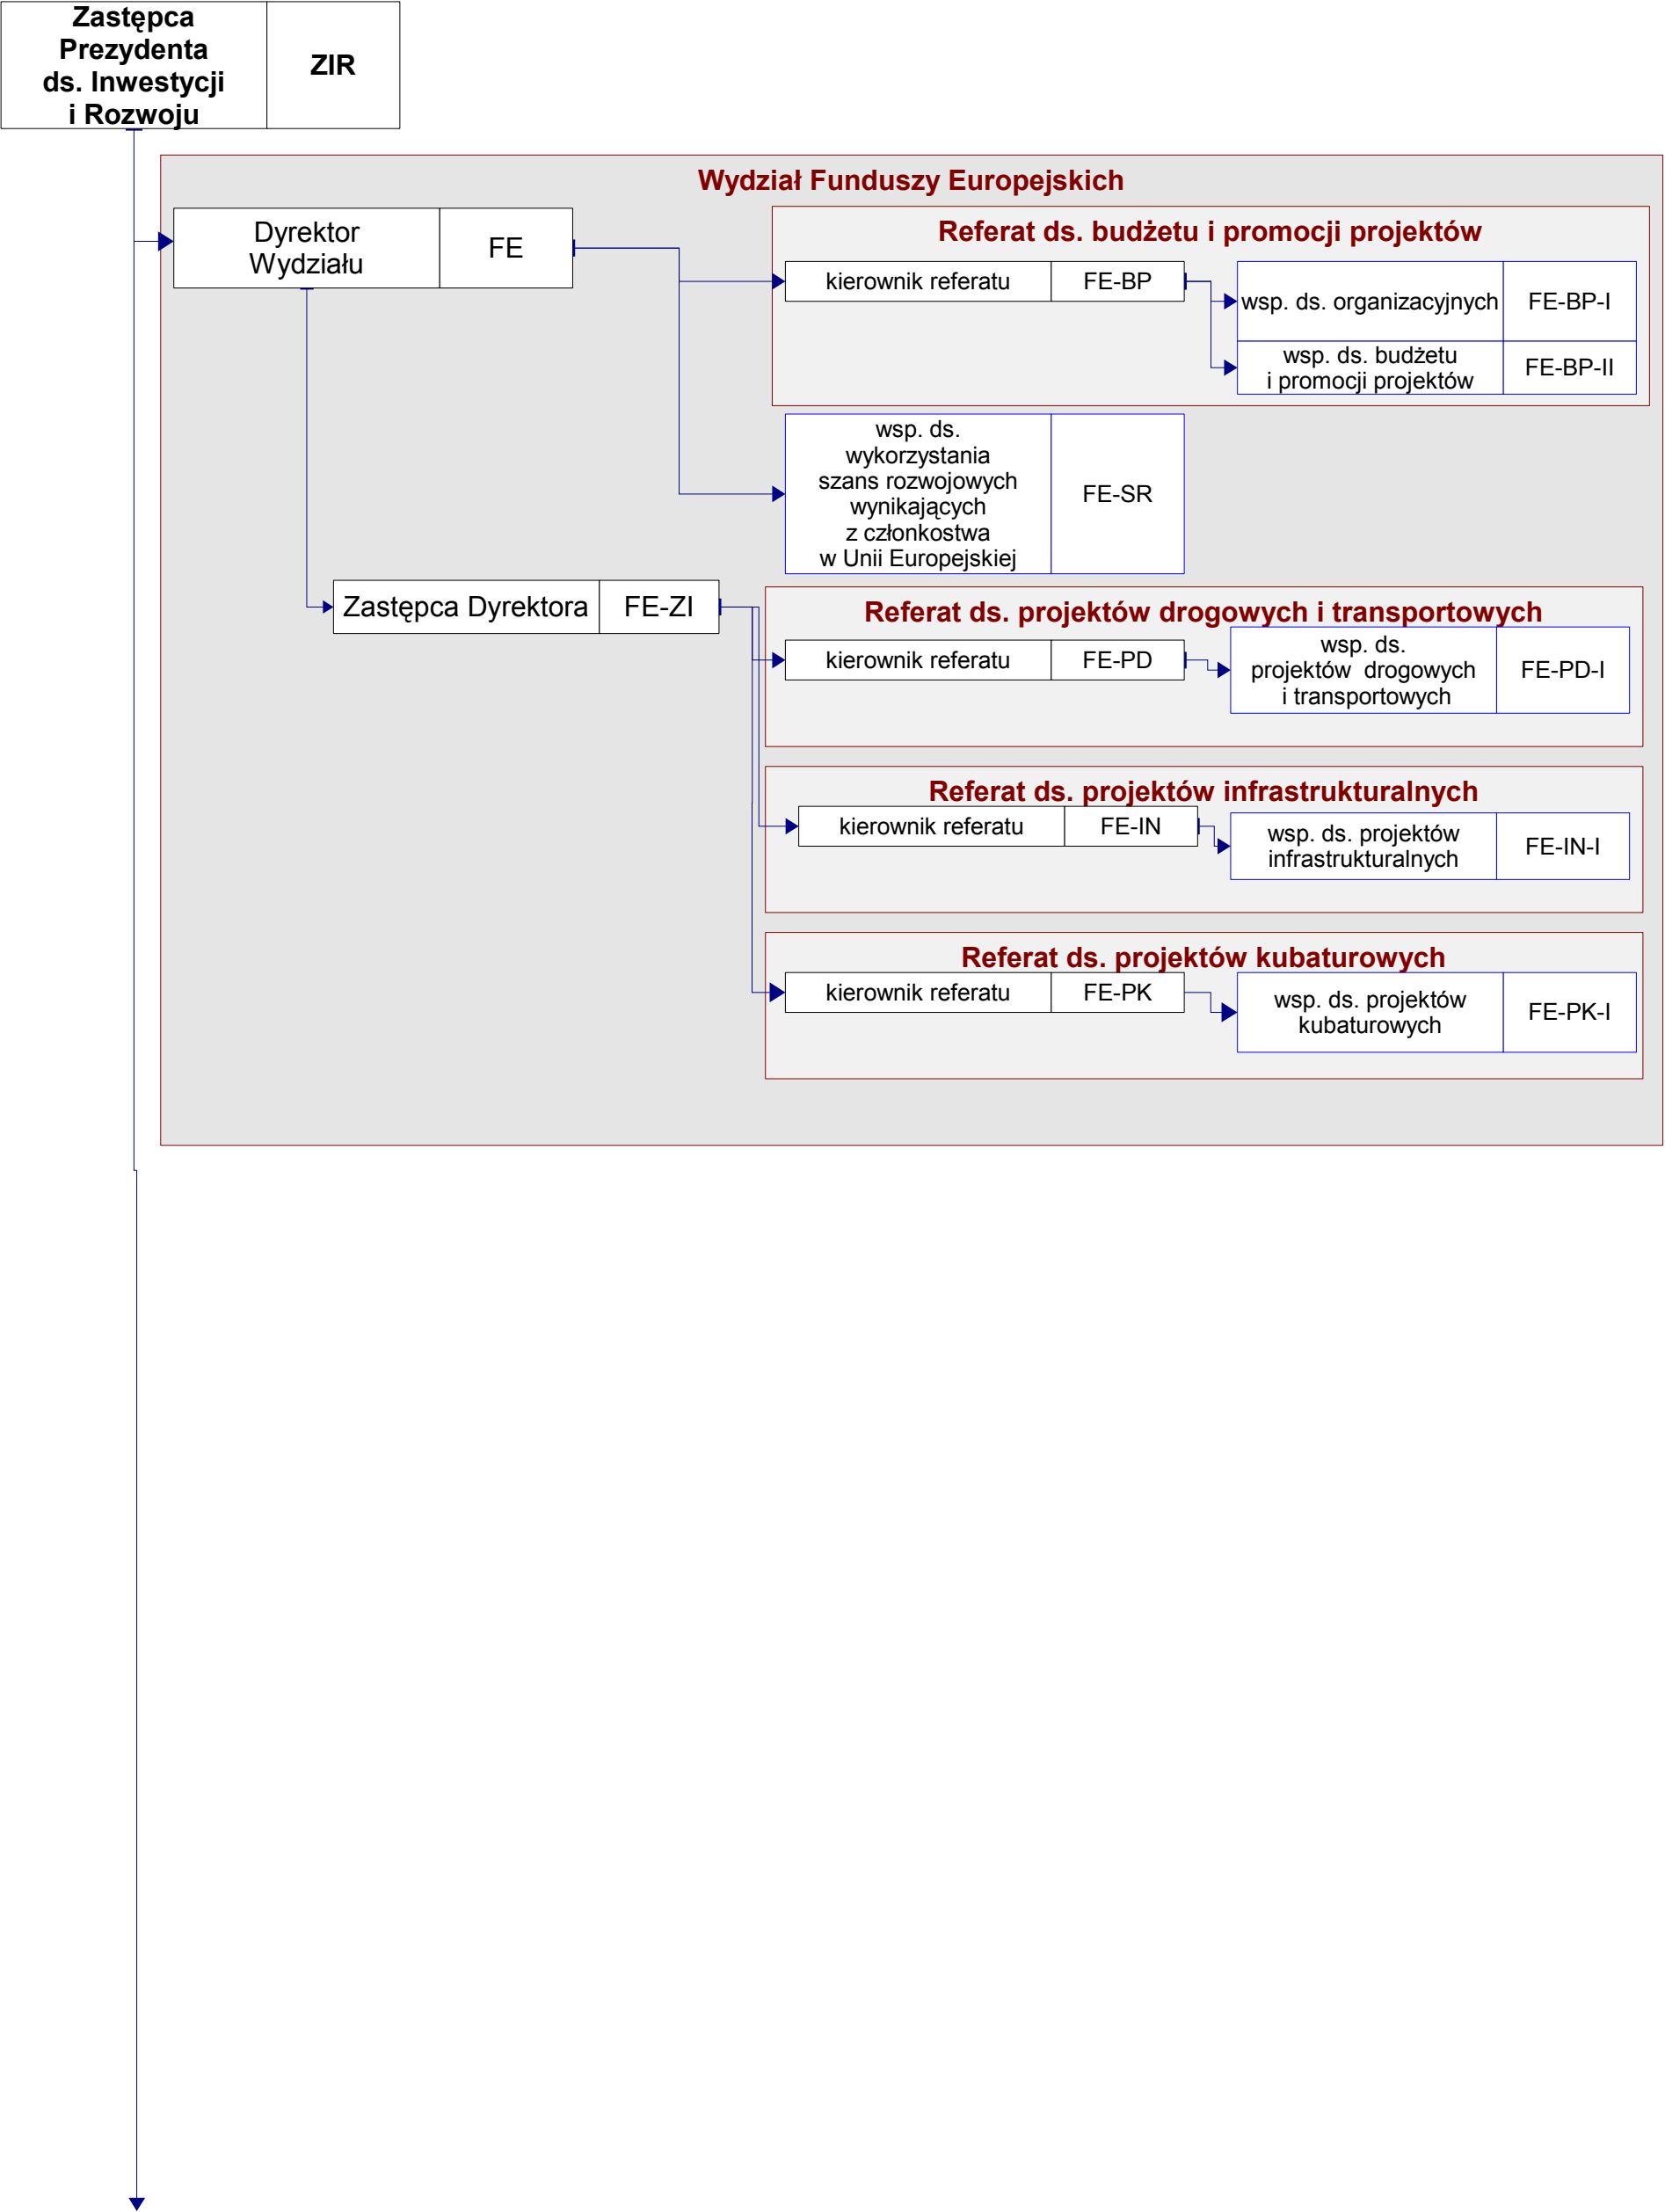 Zastępca
Prezydenta
ds. Inwestycji
i Rozwoju
ZIR
Wydział Funduszy Europejskich
Dyrektor
Wydziału
FE
Referat ds. budżetu i promocji projektów
kierownik referatu
FE-BP
wsp. ds. organizacyjnych
FE-BP-I
wsp. ds. budżetu
i promocji projektów
FE-BP-II
wsp. ds.
wykorzystania
szans rozwojowych
wynikających
z członkostwa
w Unii Europejskiej
FE-SR
Zastępca Dyrektora
FE-ZI
Referat ds. projektów drogowych i transportowych
kierownik referatu
FE-PD
wsp. ds.
projektów  drogowych
i transportowych
FE-PD-I
Referat ds. projektów infrastrukturalnych
kierownik referatu
FE-IN
wsp. ds. projektów
infrastrukturalnych
FE-IN-I
Referat ds. projektów kubaturowych
kierownik referatu
FE-PK
wsp. ds. projektów
kubaturowych
FE-PK-I